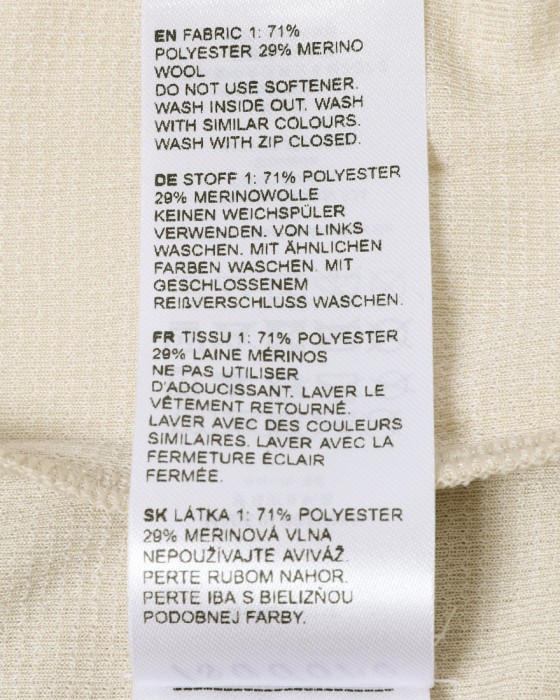 EN FABRIC 1: 71%
POLYESTER 29% MERINO
WOOL
DO NOT USE SOFTENER.
WASH INSIDE OUT. WASH
WITH SIMILAR COLOURS.
WASH WITH ZIP CLOSED.
DE STOFF 1: 71% POLYESTER
29% MERINOWOLLE
KEINEN WEICHSPÜLER
VERWENDEN. VON LINKS
WASCHEN. MIT ÄHNLICHEN
FARBEN WASCHEN. MIT
GESCHLOSSENEM
REIßVERSCHLUSS WASCHEN.
FR TISSU 1: 71% POLYESTER
29% LAINE MÉRINOS
NE PAS UTILISER
D'ADOUCISSANT. LAVER LE
VÊTEMENT RETOURNÉ.
LAVER AVEC DES COULEURS
SIMILAIRES. LAVER AVEC LA
FERMETURE ÉCLAIR
FERMÉE.
SK LÁTKA 1: 71% POLYESTER
29% MERINOVÁ VLNA
NEPOUŽÍVAJTE AVIVÁŽ.
PERTE RUBOM NAHOR.
PERTE IBA S BIELIZŇOU
PODOBNEJ FARBY.